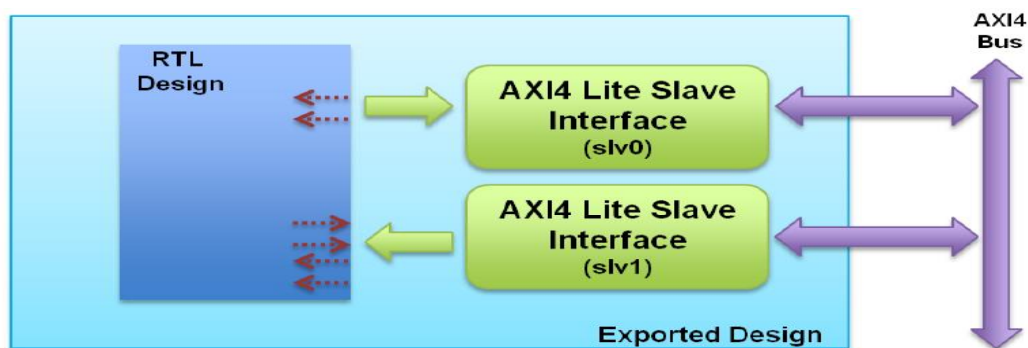 AXI4
Bus
RTL
Design
AXI4 Lite Slave
Interface
(slv0)
AXI4 Lite Slave
Interface
(slv1)
Exported Design